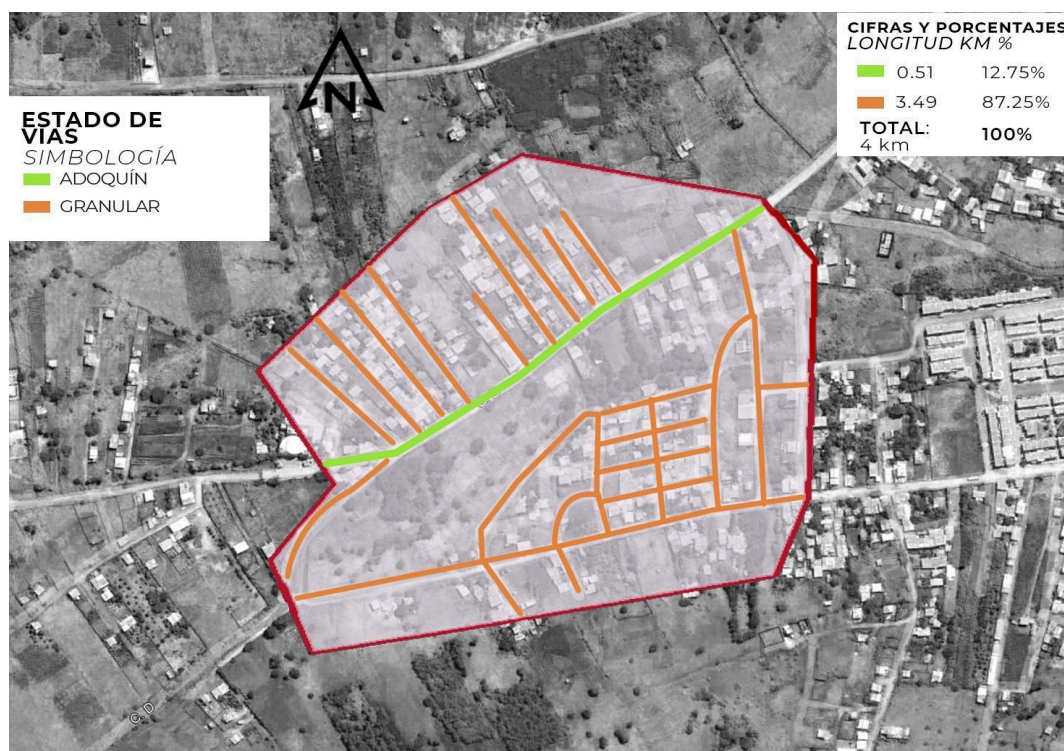 CIFRAS Y PORCENTAJES
LONGITUD KM %
0.51 12.75%
3.49 87.25%
TOTAL: 100%
4 km
N
ESTADO DE
VÍAS
SIMBOLOGÍA
ADOQUÍN
GRANULAR
C D